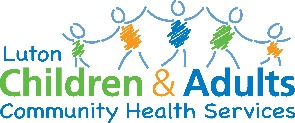 Luton
Children & Adults
Community Health Services